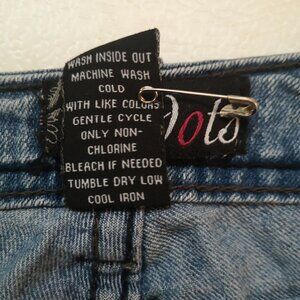 WASH INSIDE OUT
MACHINE WASH
COLD
WITH LIKE COLORS
GENTLE CYCLE
ONLY NON-
CHLORINE
BLEACH IF NEEDED
TUMBLE DRY LOW
COOL IRON